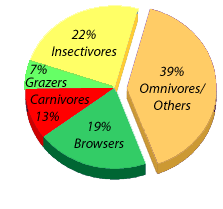 22%
Insectivores
39%
Omnivores/
Others
7%
Grazers
Carnivores
13%
19%
Browsers